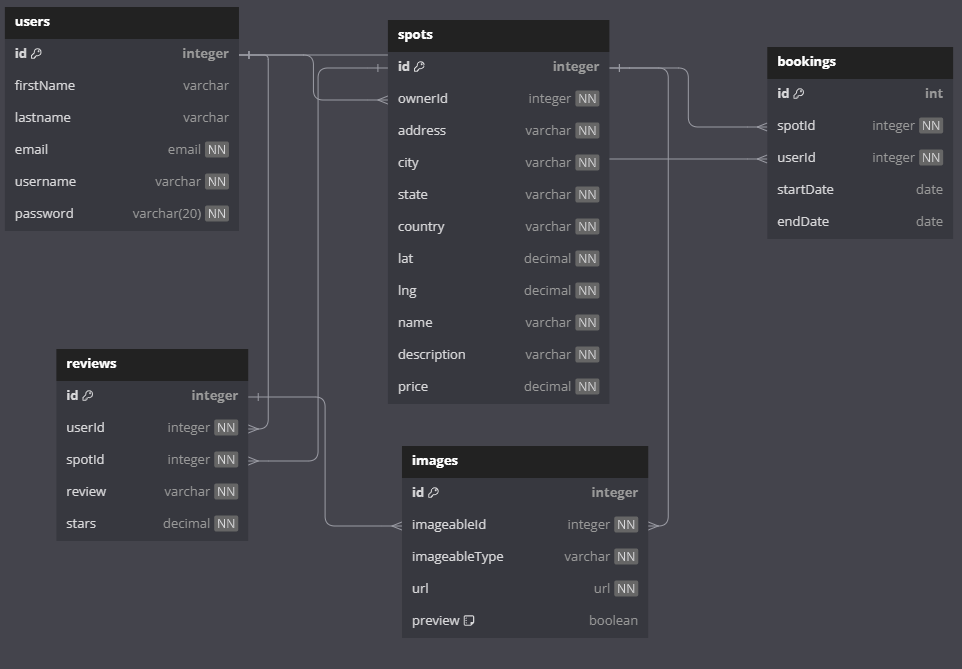 users
id integer
firstName varchar
lastname varchar
email email NN
username varchar NN
password varchar(20) NN
spots
id integer
ownerId integer NN
address varchar NN
city varchar NN
state varchar NN
country varchar NN
lat decimal NN
lng decimal NN
name varchar NN
description varchar NN
price decimal NN
bookings
id int
spotId integer NN
userId integer NN
startDate date
endDate date
reviews
id integer
userId integer NN
spotId integer NN
review varchar NN
stars decimal NN
images
id integer
imageableId integer NN
imageableType varchar NN
url url NN
preview boolean